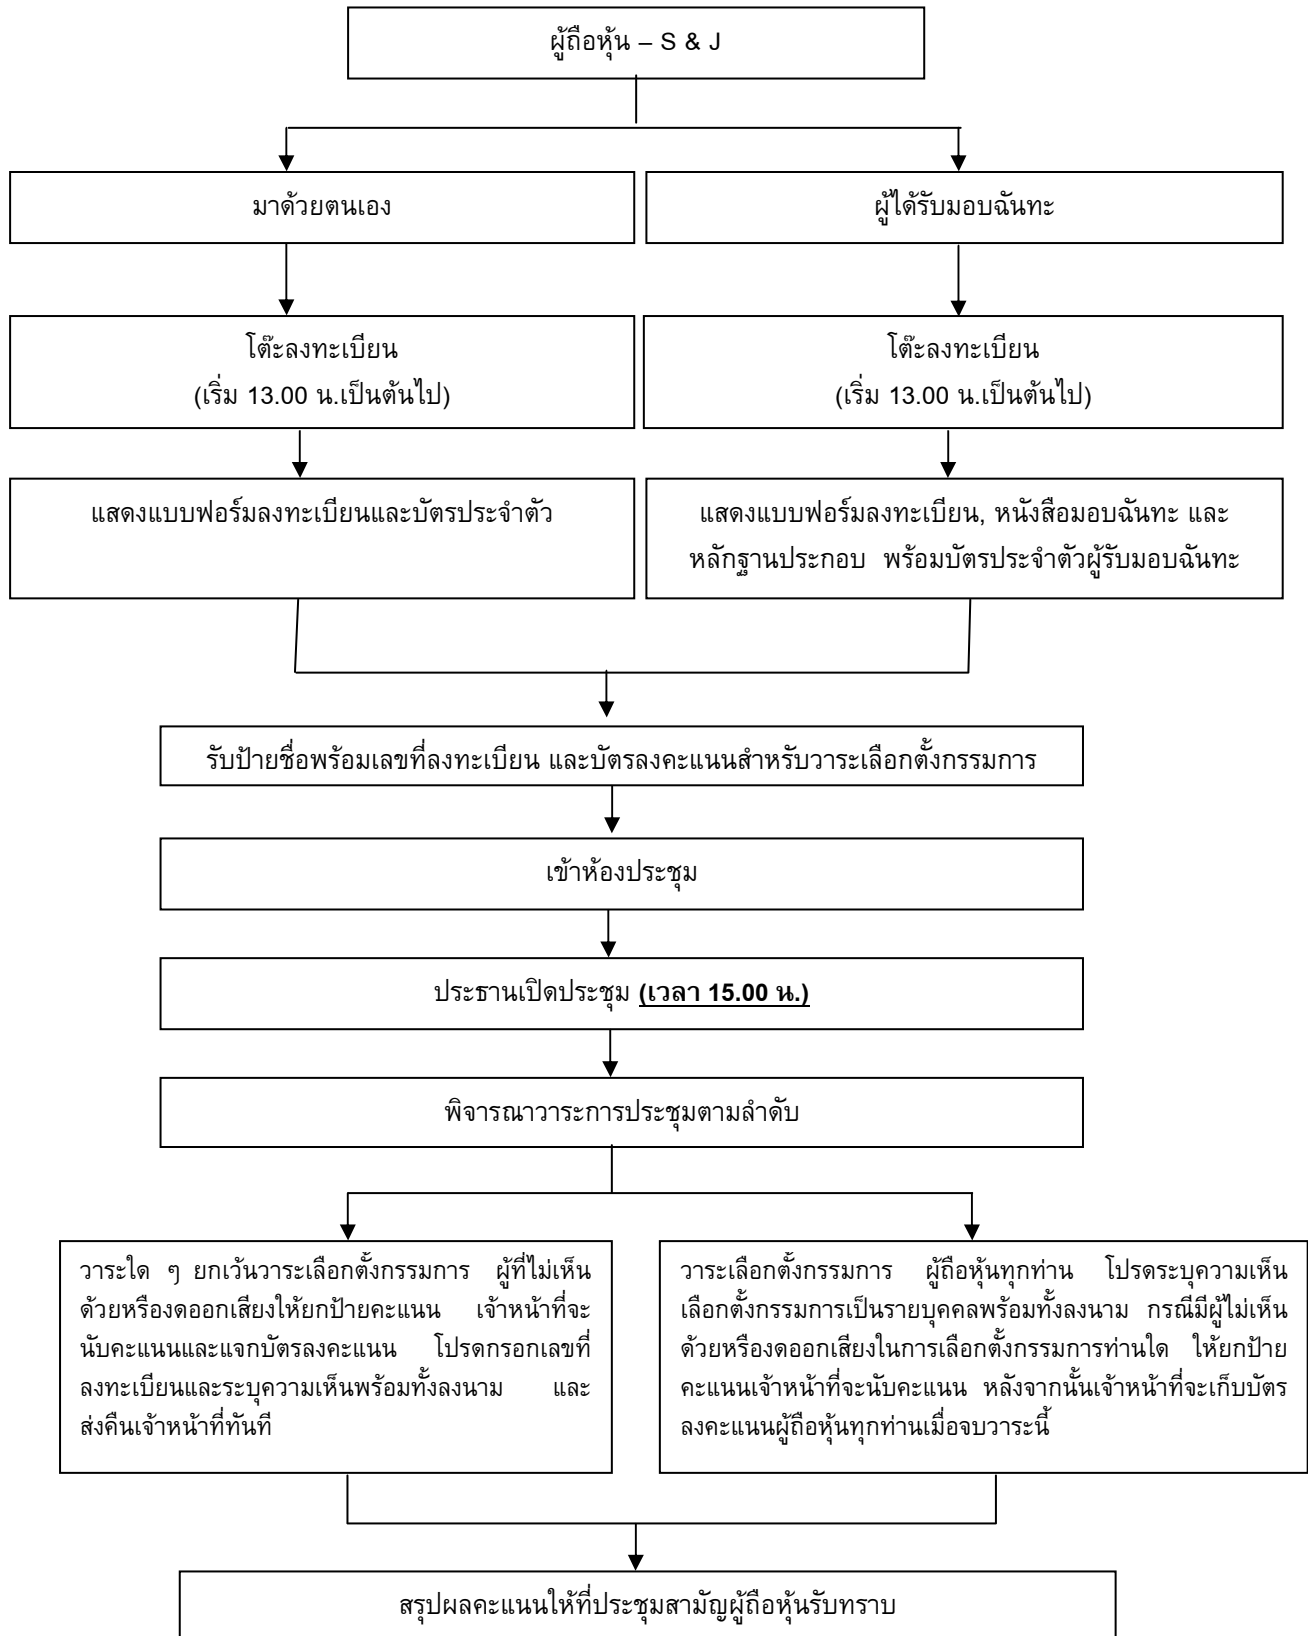 ผู้ถือหุ้น – S & J
มาด้วยตนเอง
ผู้ได้รับมอบฉันทะ
โต๊ะลงทะเบียน
(เริ่ม 13.00 น.เป็นต้นไป)
โต๊ะลงทะเบียน
(เริ่ม 13.00 น.เป็นต้นไป)
แสดงแบบฟอร์มลงทะเบียนและบัตรประจำตัว
แสดงแบบฟอร์มลงทะเบียน, หนังสือมอบฉันทะ และ
หลักฐานประกอบ พร้อมบัตรประจำตัวผู้รับมอบฉันทะ
รับป้ายชื่อพร้อมเลขที่ลงทะเบียน และบัตรลงคะแนนสำหรับวาระเลือกตั้งกรรมการ
เข้าห้องประชุม
ประธานเปิดประชุม (เวลา 15.00 น.)
พิจารณาวาระการประชุมตามลำดับ
วาระใด ๆ ยกเว้นวาระเลือกตั้งกรรมการ ผู้ที่ไม่เห็น
ด้วยหรืองดออกเสียงให้ยกป้ายคะแนน เจ้าหน้าที่จะ
นับคะแนนและแจกบัตรลงคะแนน โปรดกรอกเลขที่
ลงทะเบียนและระบุความเห็นพร้อมทั้งลงนาม และ
ส่งคืนเจ้าหน้าที่ทันที
วาระเลือกตั้งกรรมการ ผู้ถือหุ้นทุกท่าน โปรดระบุความเห็น
เลือกตั้งกรรมการเป็นรายบุคคลพร้อมทั้งลงนาม กรณีมีผู้ไม่เห็น
ด้วยหรืองดออกเสียงในการเลือกตั้งกรรมการท่านใด ให้ยกป้าย
คะแนนเจ้าหน้าที่จะนับคะแนน หลังจากนั้นเจ้าหน้าที่จะเก็บบัตร
ลงคะแนนผู้ถือหุ้นทุกท่านเมื่อจบวาระนี้
สรุปผลคะแนนให้ที่ประชุมสามัญผู้ถือหุ้นรับทราบ